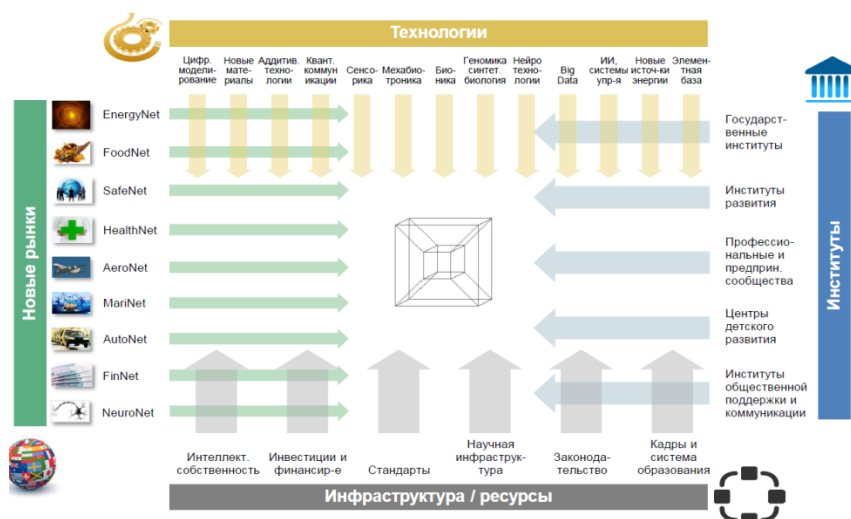 Технологии
Цифр.
модели-
рование
Новые
мате-
риалы
Аддитив.
техно-
логии
Квант.
коммун
икации
Сенсо-
рика
Мехабио-
троника
Био-
ника
Геномика
синтет.
биология
Нейро
техно-
логии
Big
Data
ИИ,
системы
упр-я
Новые
источ-ки
энергии
Элемен-
тная
база
Новые рынки
EnergyNet
FoodNet
SafeNet
HealthNet
AeroNet
MariNet
AutoNet
FinNet
NeuroNet
Государст-
венные
институты
Институты
развития
Профессио-
нальные и
предприн.
сообщества
Центры
детского
развития
Институты
общественной
поддержки и
коммуникации
Институты
Интеллект.
собственность
Инвестиции и
финансир-е
Стандарты
Научная
инфраструк-
тура
Законода-
тельство
Кадры и
система
образования
Инфраструктура / ресурсы